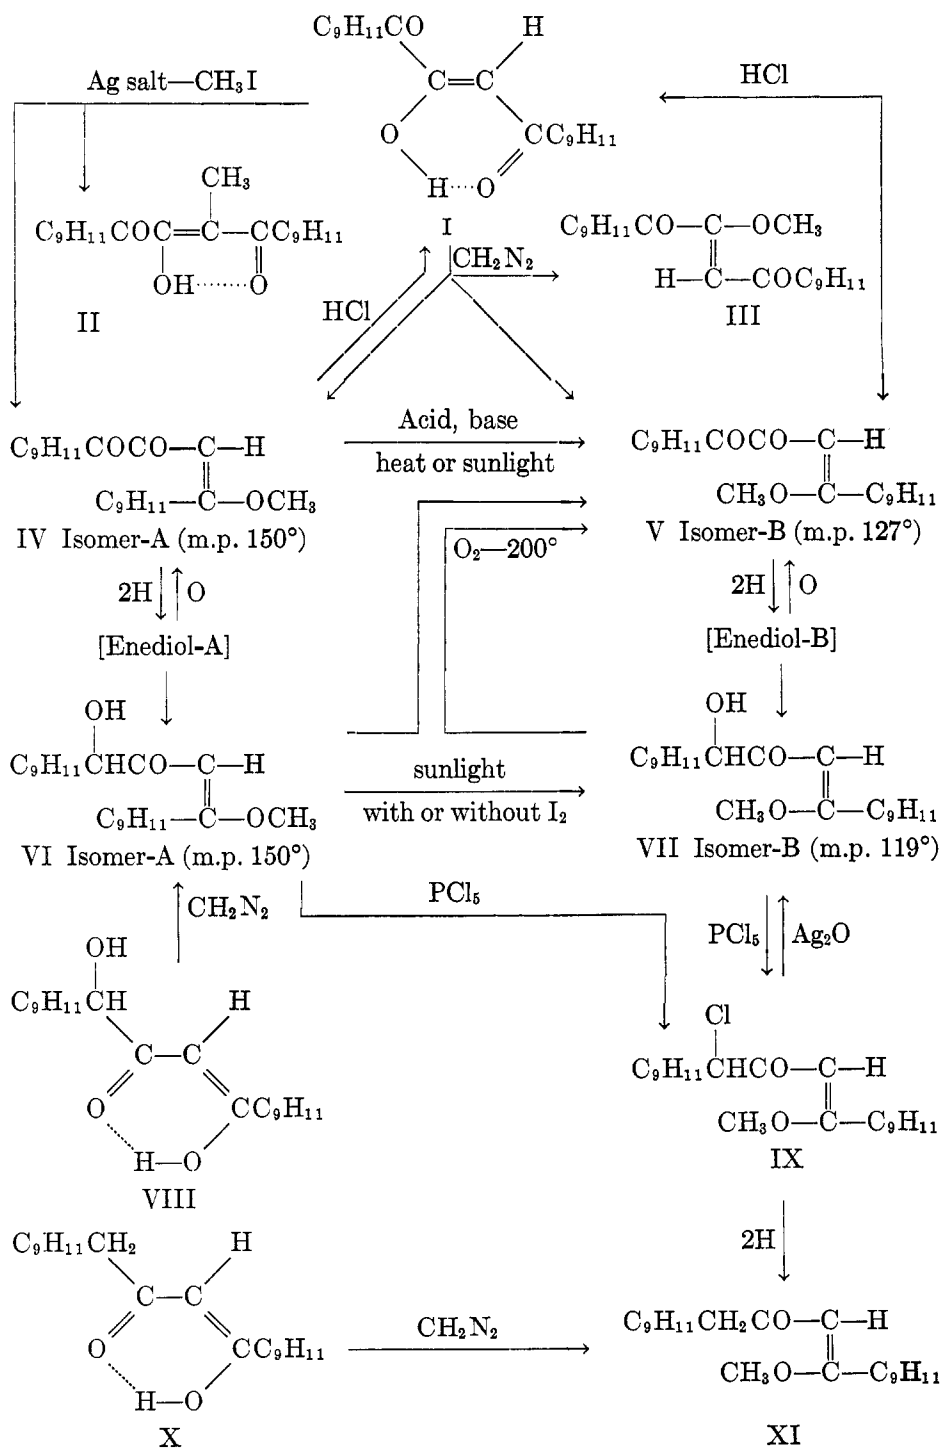 C₉H₁₁CO H
Ag salt—CH₃I
C=C
HCl
O CC₉H₁₁
H····O
I
CH₃
C₉H₁₁COC=C—CC₉H₁₁
OH·······O
II
C₉H₁₁CO—C—OCH₃
H—C—COC₉H₁₁
III
CH₂N₂
HCl
C₉H₁₁COCO—C—H
C₉H₁₁—C—OCH₃
IV Isomer-A (m.p. 150°)
Acid, base
heat or sunlight
C₉H₁₁COCO—C—H
CH₃O—C—C₉H₁₁
V Isomer-B (m.p. 127°)
O₂—200°
2H O
[Enediol-A]
2H O
[Enediol-B]
OH
C₉H₁₁CHCO—C—H
C₉H₁₁—C—OCH₃
VI Isomer-A (m.p. 150°)
sunlight
with or without I₂
OH
C₉H₁₁CHCO—C—H
CH₃O—C—C₉H₁₁
VII Isomer-B (m.p. 119°)
CH₂N₂
PCl₅
PCl₅ Ag₂O
OH
C₉H₁₁CH H
C—C
O CC₉H₁₁
H—O
VIII
Cl
C₉H₁₁CHCO—C—H
CH₃O—C—C₉H₁₁
IX
2H
C₉H₁₁CH₂ H
C—C
O CC₉H₁₁
H—O
X
CH₂N₂
C₉H₁₁CH₂CO—C—H
CH₃O—C—C₉H₁₁
XI